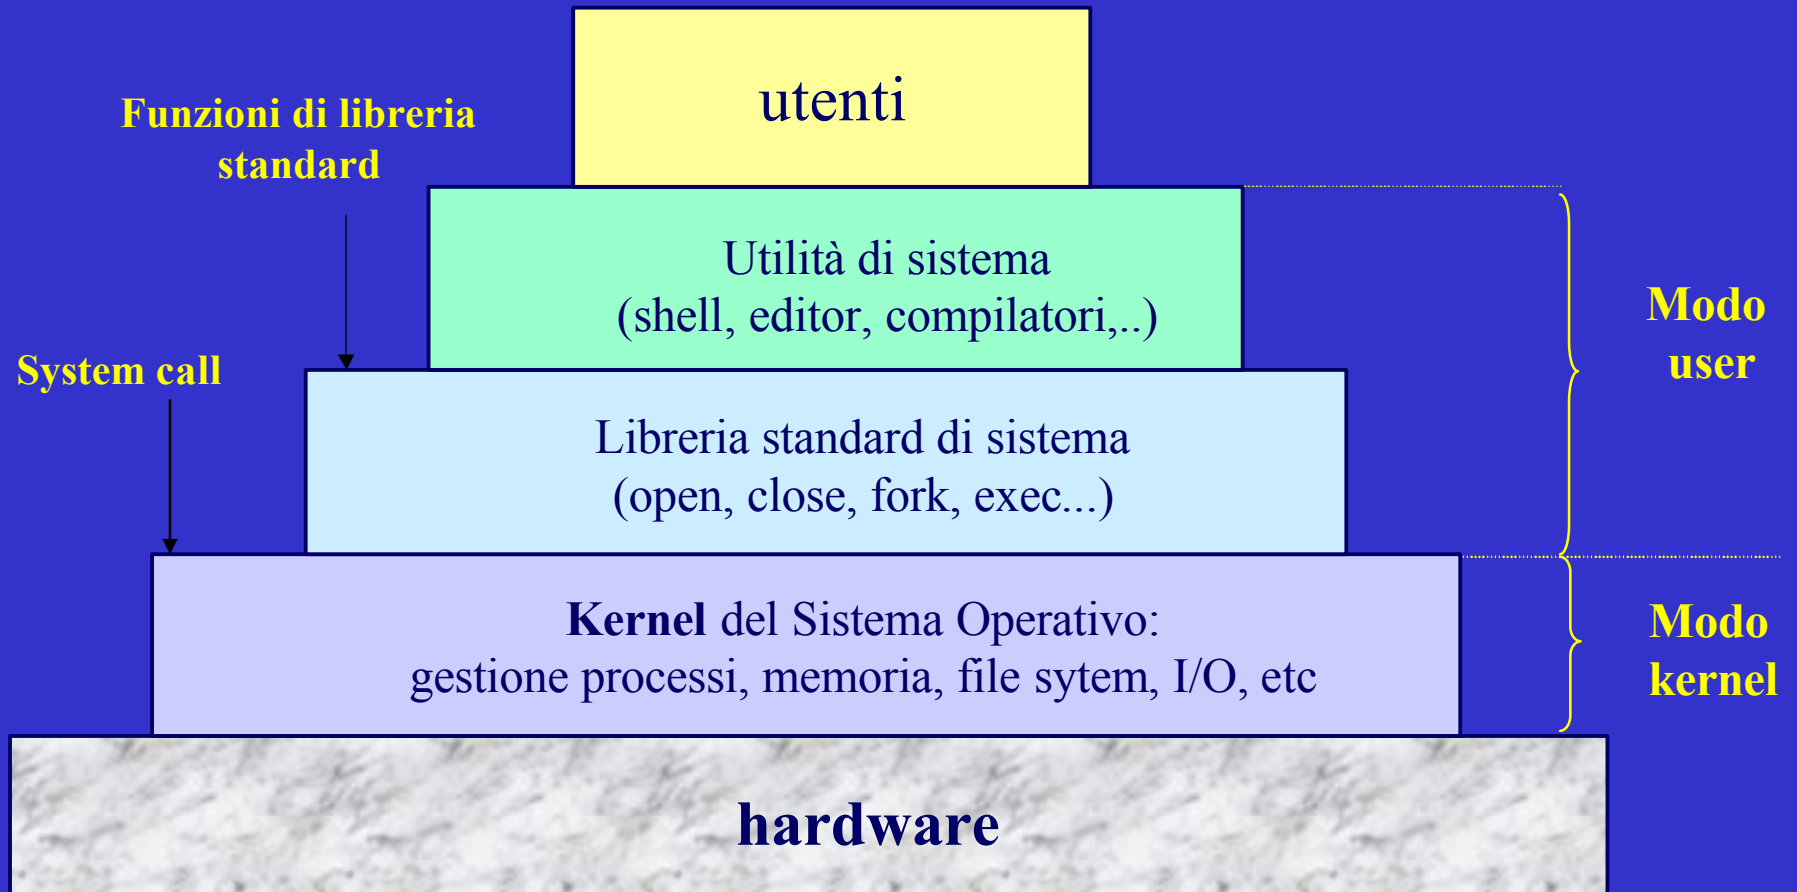 utenti
Funzioni di libreria
standard
Utilità di sistema
(shell, editor, compilatori,..)
Modo
user
System call
Libreria standard di sistema
(open, close, fork, exec...)
Kernel del Sistema Operativo:
gestione processi, memoria, file sytem, I/O, etc
Modo
kernel
hardware